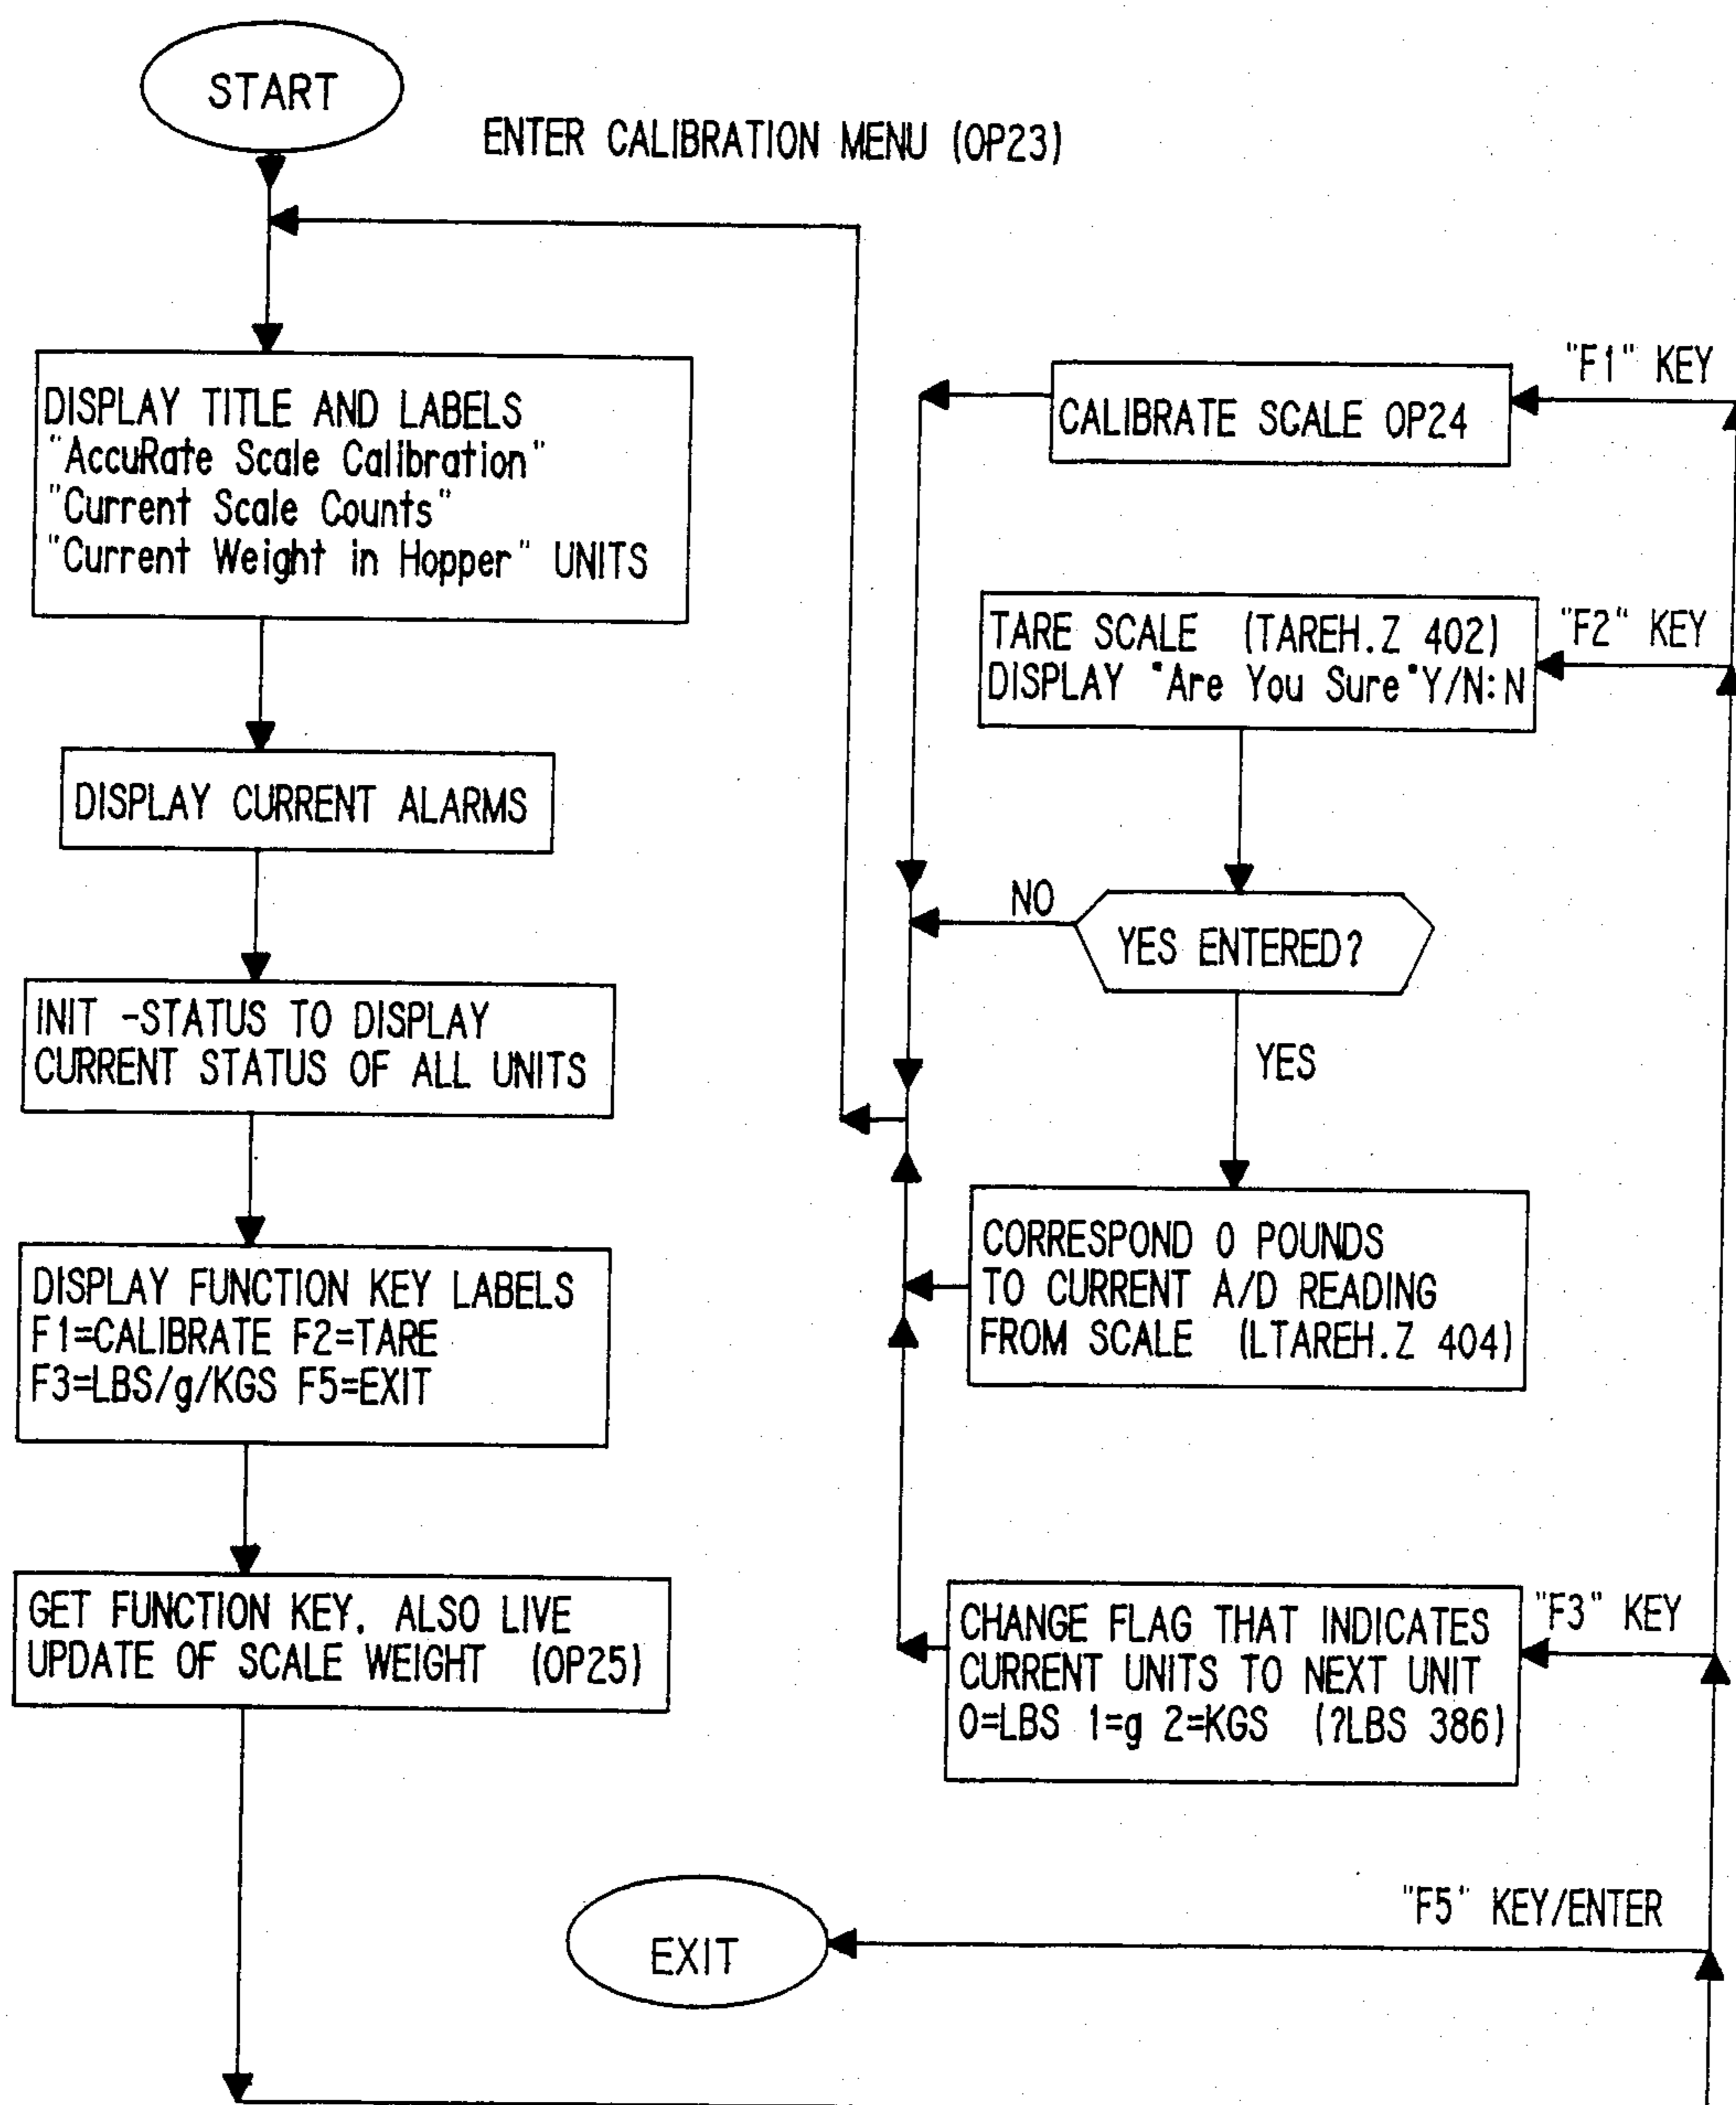 START
ENTER CALIBRATION MENU (OP23)
DISPLAY TITLE AND LABELS
"AccuRate Scale Calibration"
"Current Scale Counts"
"Current Weight in Hopper" UNITS
DISPLAY CURRENT ALARMS
INIT -STATUS TO DISPLAY
CURRENT STATUS OF ALL UNITS
DISPLAY FUNCTION KEY LABELS
F1=CALIBRATE F2=TARE
F3=LBS/g/KGS F5=EXIT
GET FUNCTION KEY. ALSO LIVE
UPDATE OF SCALE WEIGHT (OP25)
"F1" KEY
CALIBRATE SCALE OP24
"F2" KEY
TARE SCALE (TAREH.Z 402)
DISPLAY "Are You Sure"Y/N:N
NO
YES ENTERED?
YES
CORRESPOND 0 POUNDS
TO CURRENT A/D READING
FROM SCALE (LTAREH.Z 404)
"F3" KEY
CHANGE FLAG THAT INDICATES
CURRENT UNITS TO NEXT UNIT
0=LBS 1=g 2=KGS (?LBS 386)
"F5" KEY/ENTER
EXIT